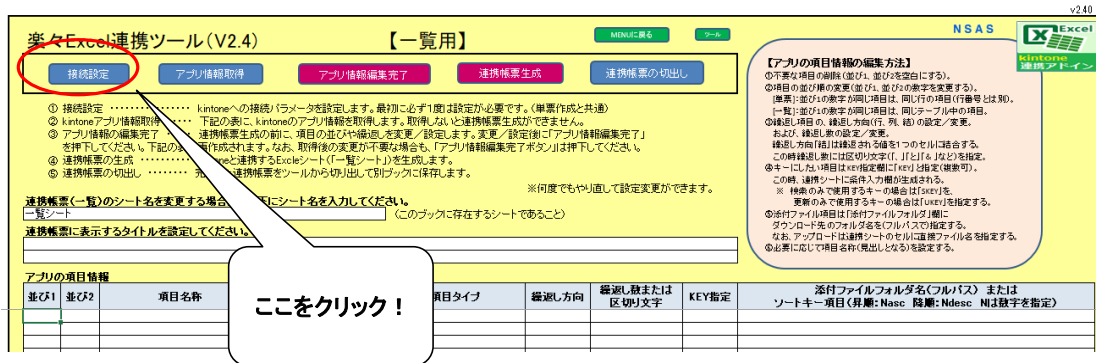 v2.40
楽々Excel連携ツール(V2.4)
【一覧用】
MENUに戻る
ツール
NSAS
Excel
kintone
連携アドイン
接続設定
アプリ情報取得
アプリ情報編集完了
連携帳票生成
連携帳票の切出し
① 接続設定 ・・・・・・・・・・・・・・・ kintoneへの接続パラメータを設定します。最初に必ず1度は設定が必要です。(単票作成と共通)
② kintoneアプリ情報取得・・・・・ 下記の表に、kintoneのアプリ情報を取得します。取得しないと連携帳票生成ができません。
③ アプリ情報の編集完了 ・・・・ 連携帳票生成の前に、項目の並びや繰返しを変更/設定します。変更/設定後に「アプリ情報編集完了」
を押下してください。下記の表
再作成されます。なお、取得後の変更が不要な場合も、「アプリ情報編集完了ボタン」は押下してください。
④ 連携帳票の生成 ・・・・・・・・・
neと連携するExcleシート(「一覧シート」)を生成します。
⑤ 連携帳票の切出し ・・・・・・・
連携帳票をツールから切り出して別ブックに保存します。
※何度でもやり直して設定変更ができます。
連携帳票(一覧)のシート名を変更する場合
にシート名を入力してください。
一覧シート
(このブックに存在するシートであること)
連携帳票に表示するタイトルを設定してください。
【アプリの項目情報の編集方法】
①不要な項目の削除(並び1、並び2を空白にする)。
②項目の並び順の変更(並び1、並び2の数字を変更する)。
[単票]:並び1の数字が同じ項目は、同じ行の項目(行番号とは別)。
[一覧]:並び1の数字が同じ項目は、同じテーブル中の項目。
③繰返し項目の、繰返し方向(行、列、結)の設定/変更。
および、繰返し数の設定/変更。
繰返し方向「結」は繰返される値を1つのセルに結合する。
この時繰返し数には区切り文字(「、」「と」「&」など)を指定。
④キーにしたい項目はKEY指定欄に「KEY」と指定(複数可)。
この時、連携シートに条件入力欄が生成される。
※ 検索のみで使用するキーの場合は「SKEY」を、
更新のみで使用するキーの場合は「UKEY」を指定する。
⑤添付ファイル項目は「添付ファイルフォルダ」欄に
ダウンロード先のフォルダ名を(フルパスで)指定する。
なお、アップロードは連携シートのセルに直接ファイル名を指定する。
⑥必要に応じて項目名称(見出しとなる)を設定する。
アプリの項目情報
並び1
並び2
項目名称
項目タイプ
繰返し方向
繰返し数または
区切り文字
KEY指定
添付ファイルフォルダ名(フルパス) または
ソートキー項目(昇順:Nasc 降順:Ndesc Nは数字を指定)
ここをクリック!